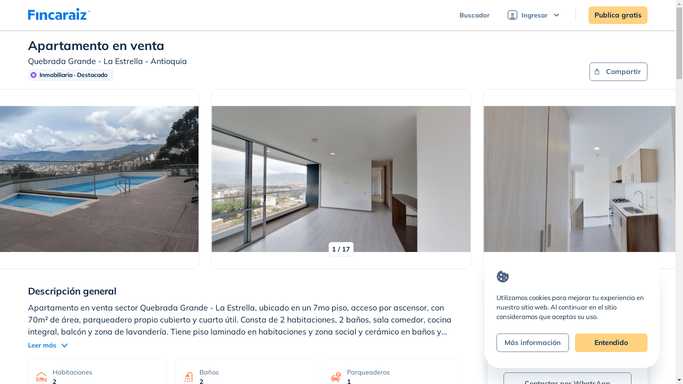 Fincaraiz
Buscador
Ingresar
Publica gratis
Apartamento en venta
Quebrada Grande - La Estrella - Antioquia
Inmobiliaria · Destacado
Compartir
1 / 17
Descripción general
Apartamento en venta sector Quebrada Grande - La Estrella, ubicado en un 7mo piso, acceso por ascensor, con
70m² de área, parqueadero propio cubierto y cuarto útil. Consta de 2 habitaciones, 2 baños, sala comedor, cocina
integral, balcón y zona de lavandería. Tiene piso laminado en habitaciones y zona social y cerámico en baños y...
Leer más
Habitaciones
2
Baños
2
Parqueaderos
1
Utilizamos cookies para mejorar tu experiencia en
nuestro sitio web. Al continuar en el sitio
consideramos que aceptas su uso.
Más información
Entendido
Contactar por WhatsApp